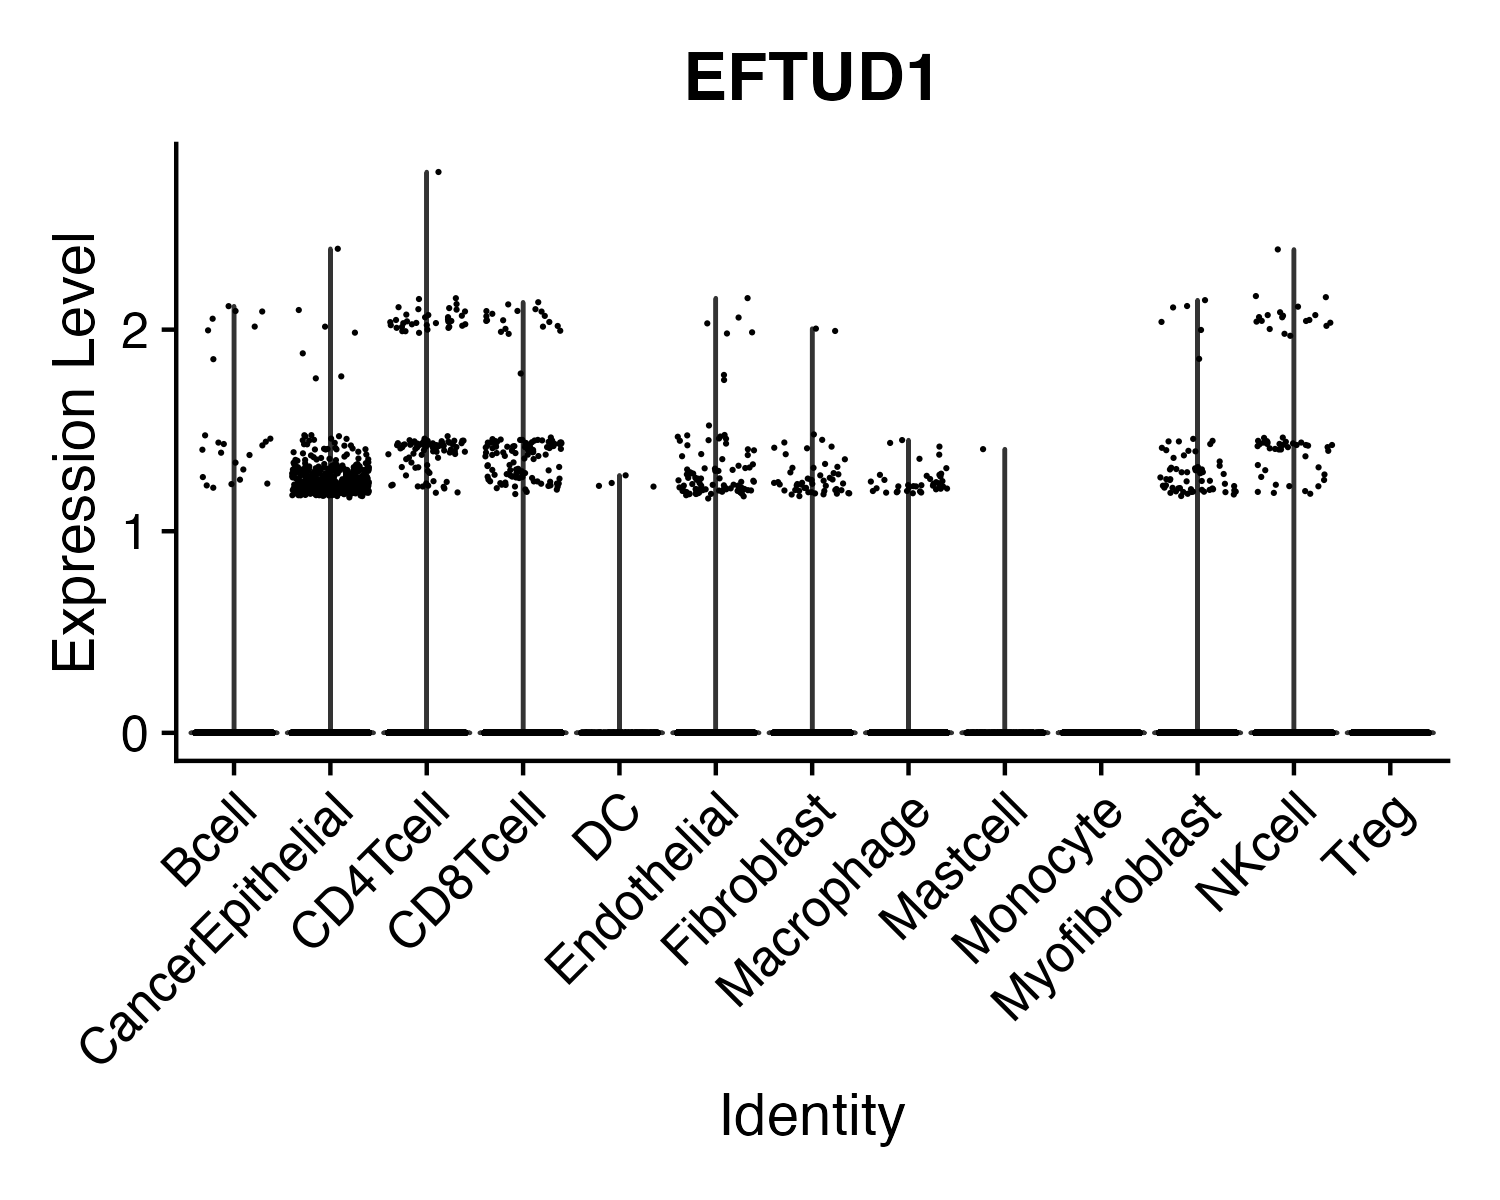 EFTUD1
Expression Level
2
1
0
Bcell
CancerEpithelial
CD4Tcell
CD8Tcell
DC
Endothelial
Fibroblast
Macrophage
Mastcell
Monocyte
Myofibroblast
NKcell
Treg
Identity